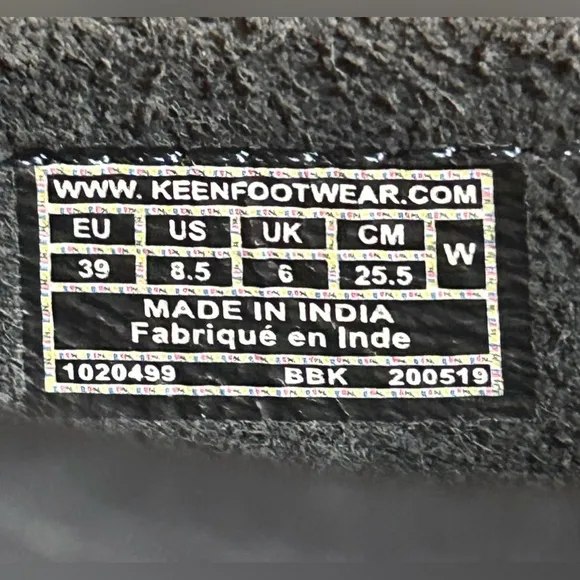 WWW. KEENFOOTWEAR.COM
EU US UK CM W
39 8.5 6 25.5
MADE IN INDIA
Fabriqué en Inde
1020499 BBK 200519